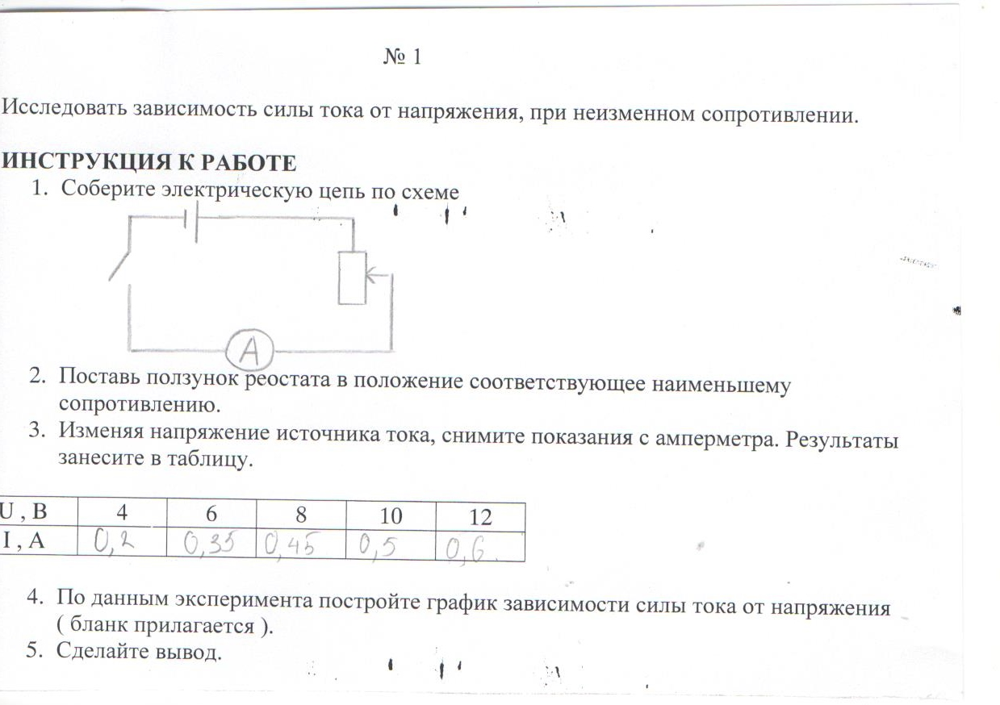 № 1
Исследовать зависимость силы тока от напряжения, при неизменном сопротивлении.
ИНСТРУКЦИЯ К РАБОТЕ
1. Соберите электрическую цепь по схеме
A
2. Поставь ползунок реостата в положение соответствующее наименьшему
сопротивлению.
3. Изменяя напряжение источника тока, снимите показания с амперметра. Результаты
занесите в таблицу.
U , В 4 6 8 10 12
I , А 0,2 0,35 0,45 0,5 0,6
4. По данным эксперимента постройте график зависимости силы тока от напряжения
( бланк прилагается ).
5. Сделайте вывод.